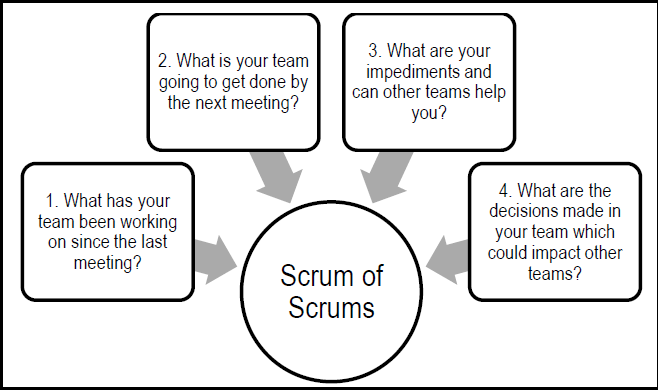 1. What has your
team been working
on since the last
meeting?
2. What is your team
going to get done by
the next meeting?
3. What are your
impediments and
can other teams help
you?
4. What are the
decisions made in
your team which
could impact other
teams?
Scrum of
Scrums